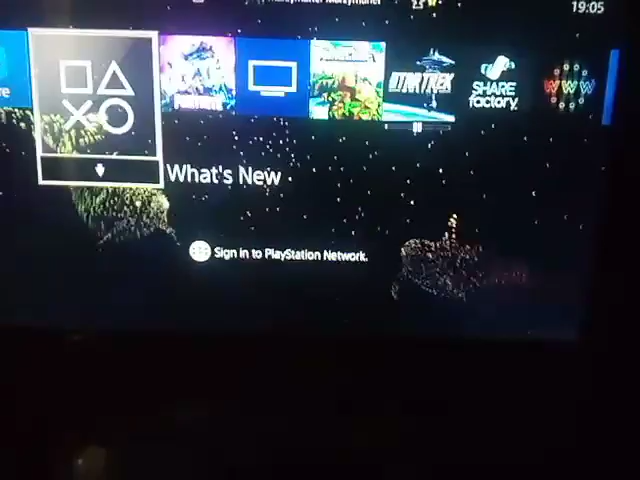 19:05
re
FORTNITE
STAR TREK
SHARE
factory.
WWW
What's New
Sign in to PlayStation Network.